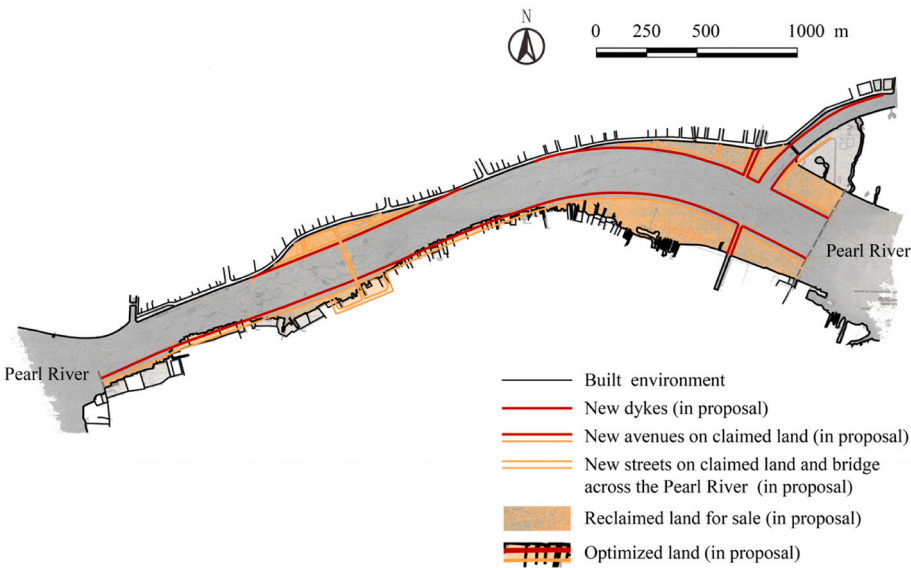 N
0 250 500 1000 m
Pearl River
Pearl River
Built environment
New dykes (in proposal)
New avenues on claimed land (in proposal)
New streets on claimed land and bridge
across the Pearl River (in proposal)
Reclaimed land for sale (in proposal)
Optimized land (in proposal)